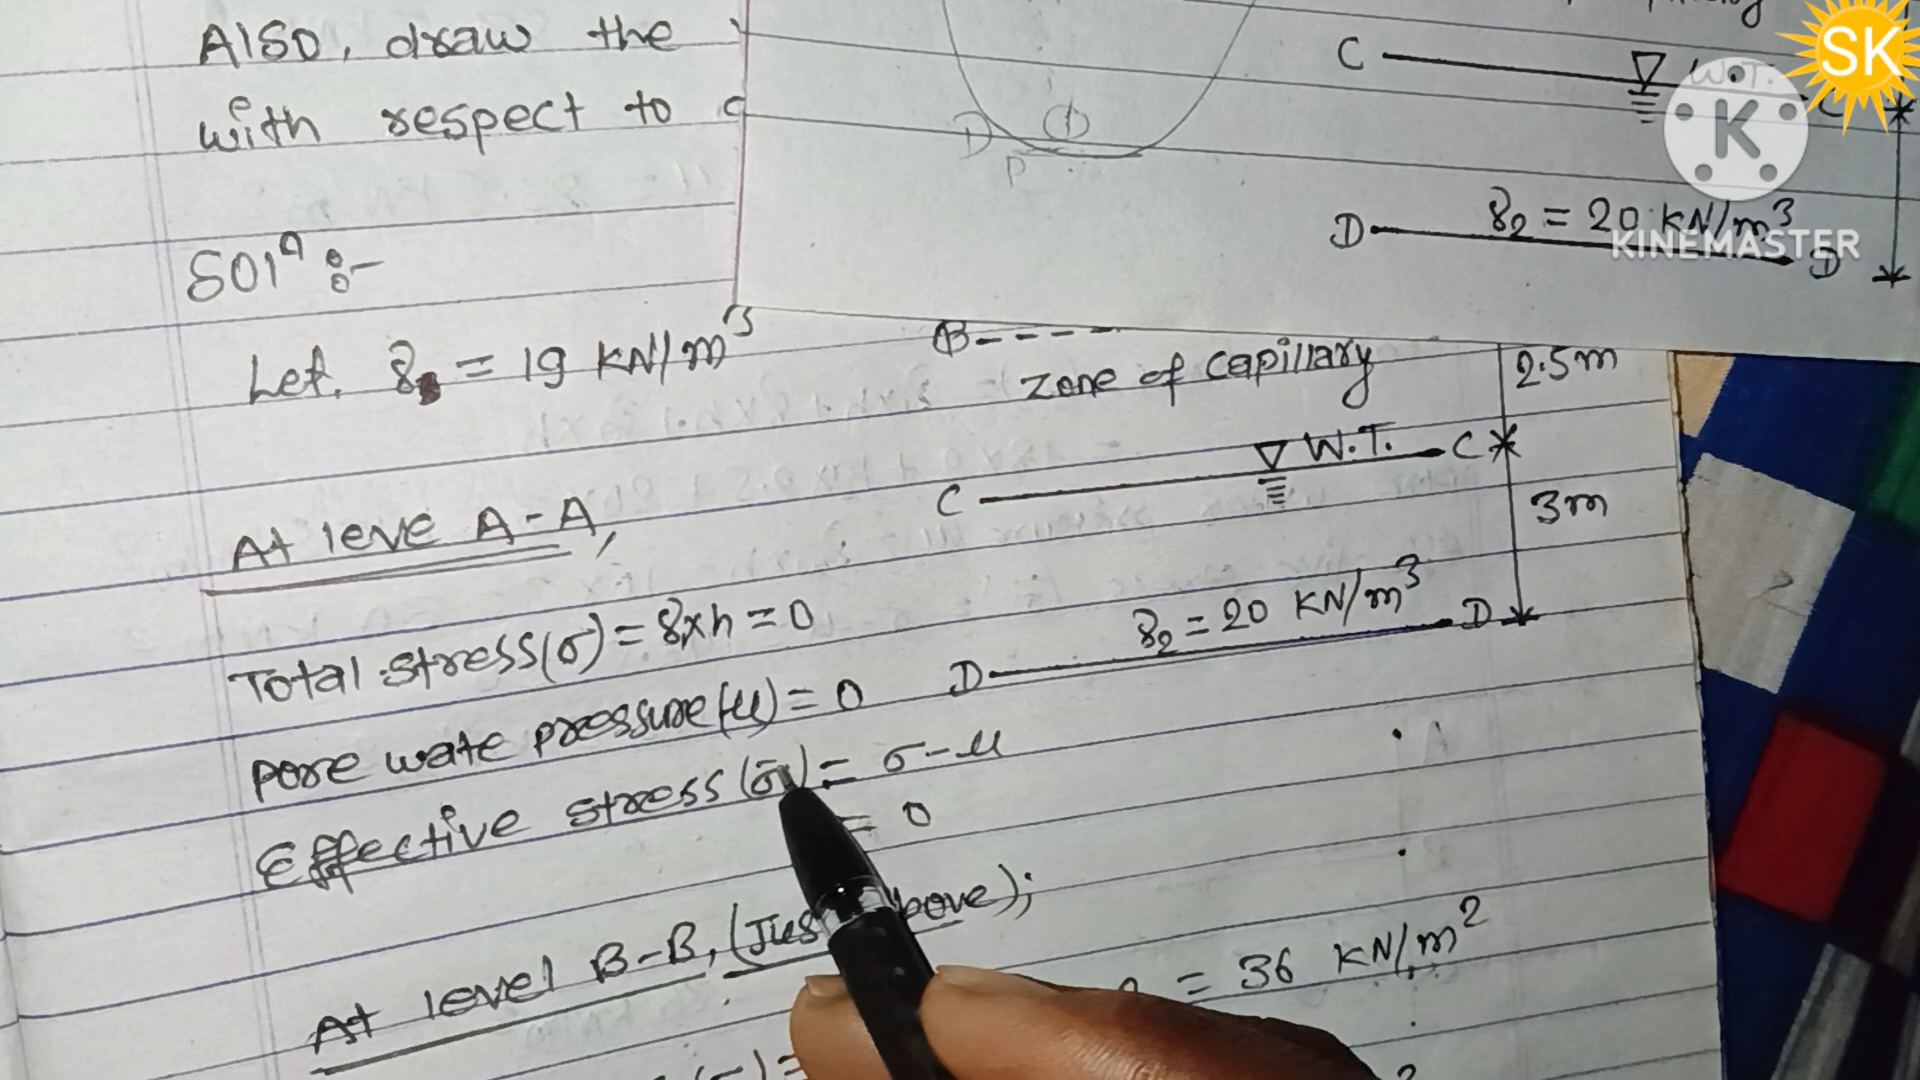 Also, draw the
with respect to
Solⁿ :-
Let. γ = 19 KN/m³
At leve A-A,
Total stress(σ) = γ×h = 0
Pore wate pressure(u) = 0
Effective stress(σ̄) = σ-u
= 0
At level B-B, (Jus bove);
= 36 KN/m²
C W.T. C
D γ₂ = 20 KN/m³ D
B----
Zone of capillary
2.5m
C W.T. C
3m
D γ₂ = 20 KN/m³ D
D
P
SK
K
KINEMASTER